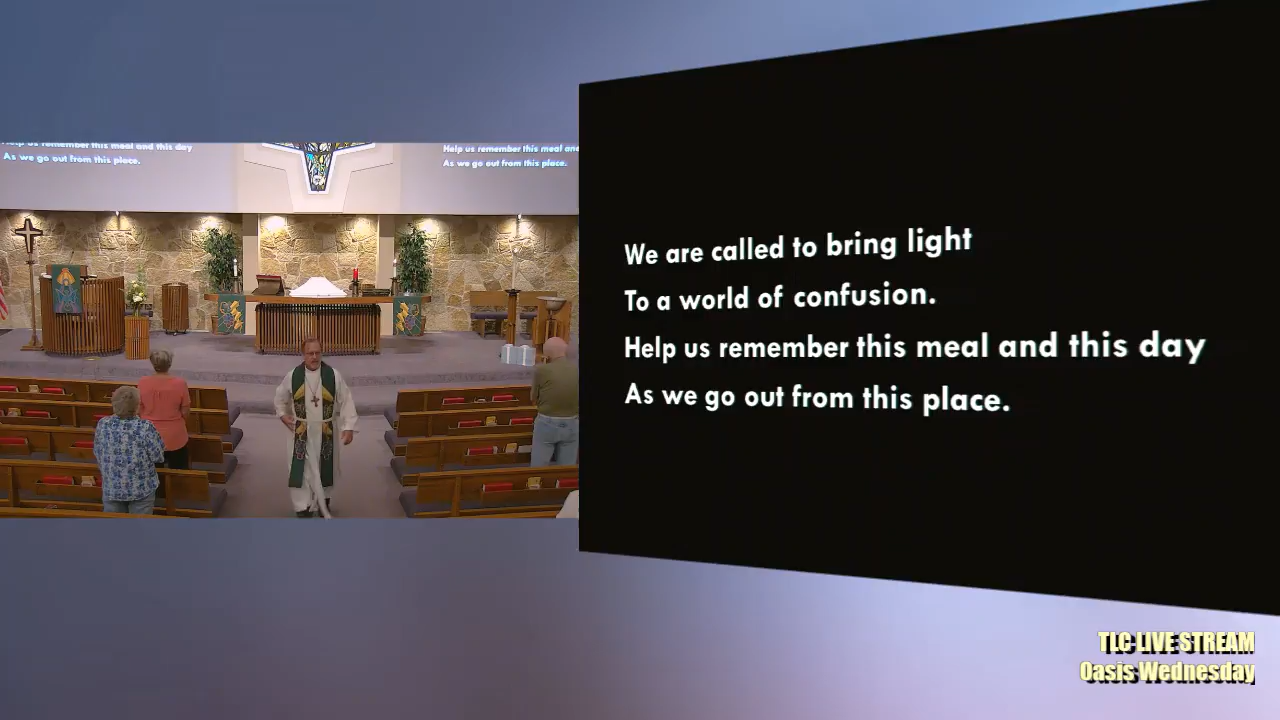 Help us remember this meal and this day
As we go out from this place.
Help us remember this meal and
As we go out from this place.
We are called to bring light
To a world of confusion.
Help us remember this meal and this day
As we go out from this place.
TLC LIVE STREAM
Oasis Wednesday